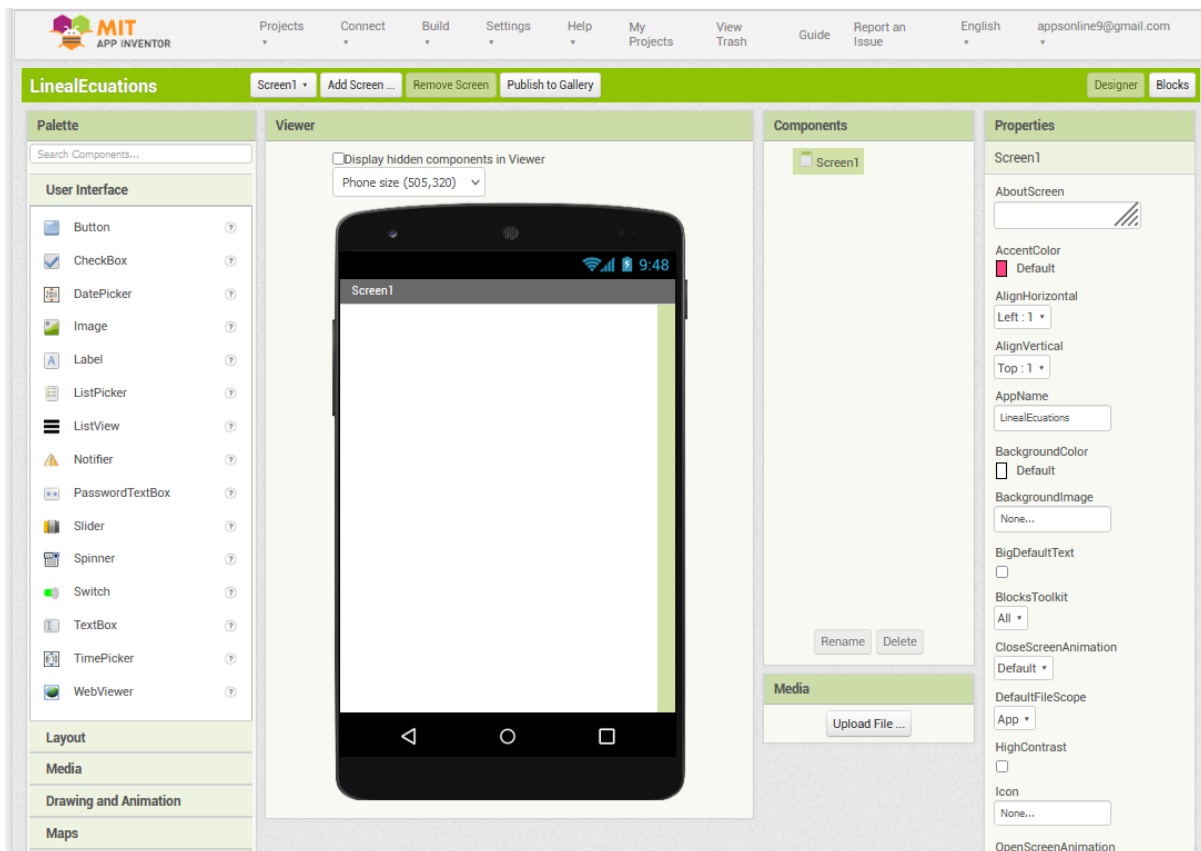 MIT
APP INVENTOR
Projects Connect Build Settings Help My Projects View Trash Guide Report an Issue English appsonline9@gmail.com
LinealEcuations
Screen1 Add Screen ... Remove Screen Publish to Gallery Designer Blocks
Palette
Search Components...
User Interface
Button ?
CheckBox ?
DatePicker ?
Image ?
Label ?
ListPicker ?
ListView ?
Notifier ?
PasswordTextBox ?
Slider ?
Spinner ?
Switch ?
TextBox ?
TimePicker ?
WebViewer ?
Layout
Media
Drawing and Animation
Maps
Viewer
Display hidden components in Viewer
Phone size (505,320)
9:48
Screen1
Components
Screen1
Rename Delete
Media
Upload File ...
Properties
Screen1
AboutScreen
AccentColor
Default
AlignHorizontal
Left : 1
AlignVertical
Top : 1
AppName
LinealEcuations
BackgroundColor
Default
BackgroundImage
None...
BigDefaultText
BlocksToolkit
All
CloseScreenAnimation
Default
DefaultFileScope
App
HighContrast
Icon
None...
OpenScreenAnimation